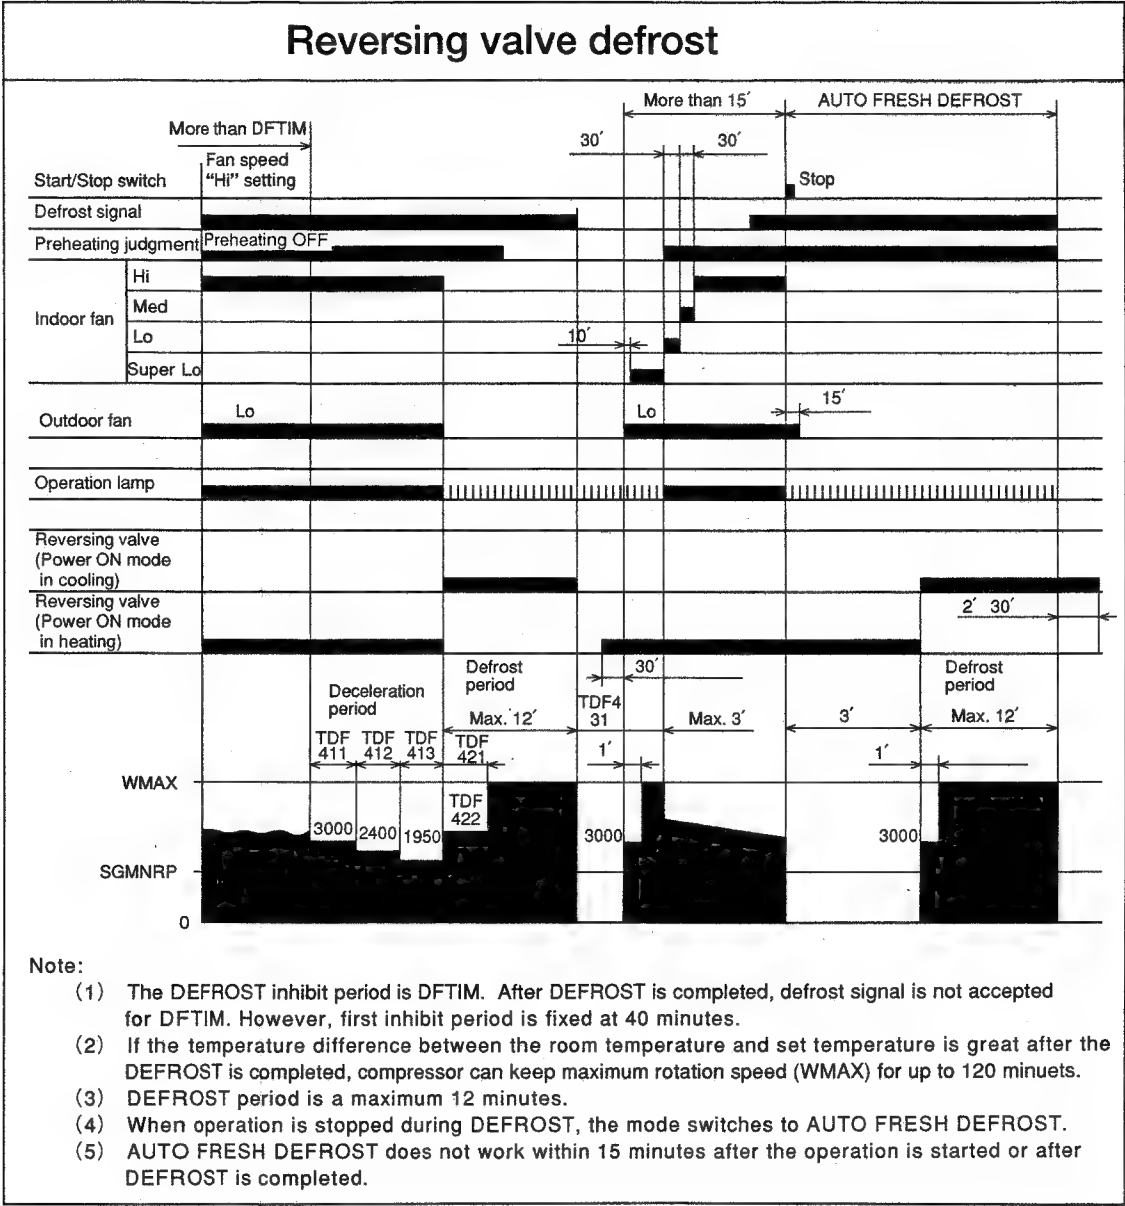 Reversing valve defrost
More than 15′
AUTO FRESH DEFROST
More than DFTIM
30′
30′
Fan speed
“Hi” setting
Start/Stop switch
Stop
Defrost signal
Preheating judgment
Preheating OFF
Indoor fan
Hi
Med
Lo
Super Lo
10′
Outdoor fan
Lo
Lo
15′
Operation lamp
Reversing valve
(Power ON mode
in cooling)
Reversing valve
(Power ON mode
in heating)
2′ 30′
Deceleration
period
Defrost
period
30′
Defrost
period
Max. 12′
TDF4
31
Max. 3′
3′
Max. 12′
TDF
411
TDF
412
TDF
413
TDF
421
1′
1′
WMAX
TDF
422
3000
2400
1950
3000
3000
SGMNRP
0
Note:
(1) The DEFROST inhibit period is DFTIM. After DEFROST is completed, defrost signal is not accepted
for DFTIM. However, first inhibit period is fixed at 40 minutes.
(2) If the temperature difference between the room temperature and set temperature is great after the
DEFROST is completed, compressor can keep maximum rotation speed (WMAX) for up to 120 minuets.
(3) DEFROST period is a maximum 12 minutes.
(4) When operation is stopped during DEFROST, the mode switches to AUTO FRESH DEFROST.
(5) AUTO FRESH DEFROST does not work within 15 minutes after the operation is started or after
DEFROST is completed.